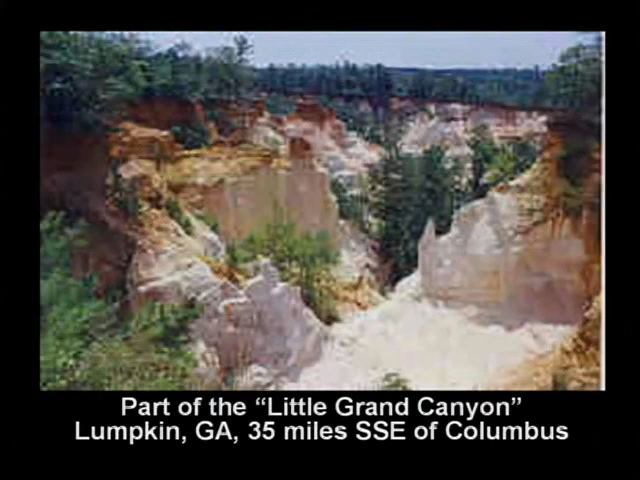 Part of the “Little Grand Canyon”
Lumpkin, GA, 35 miles SSE of Columbus